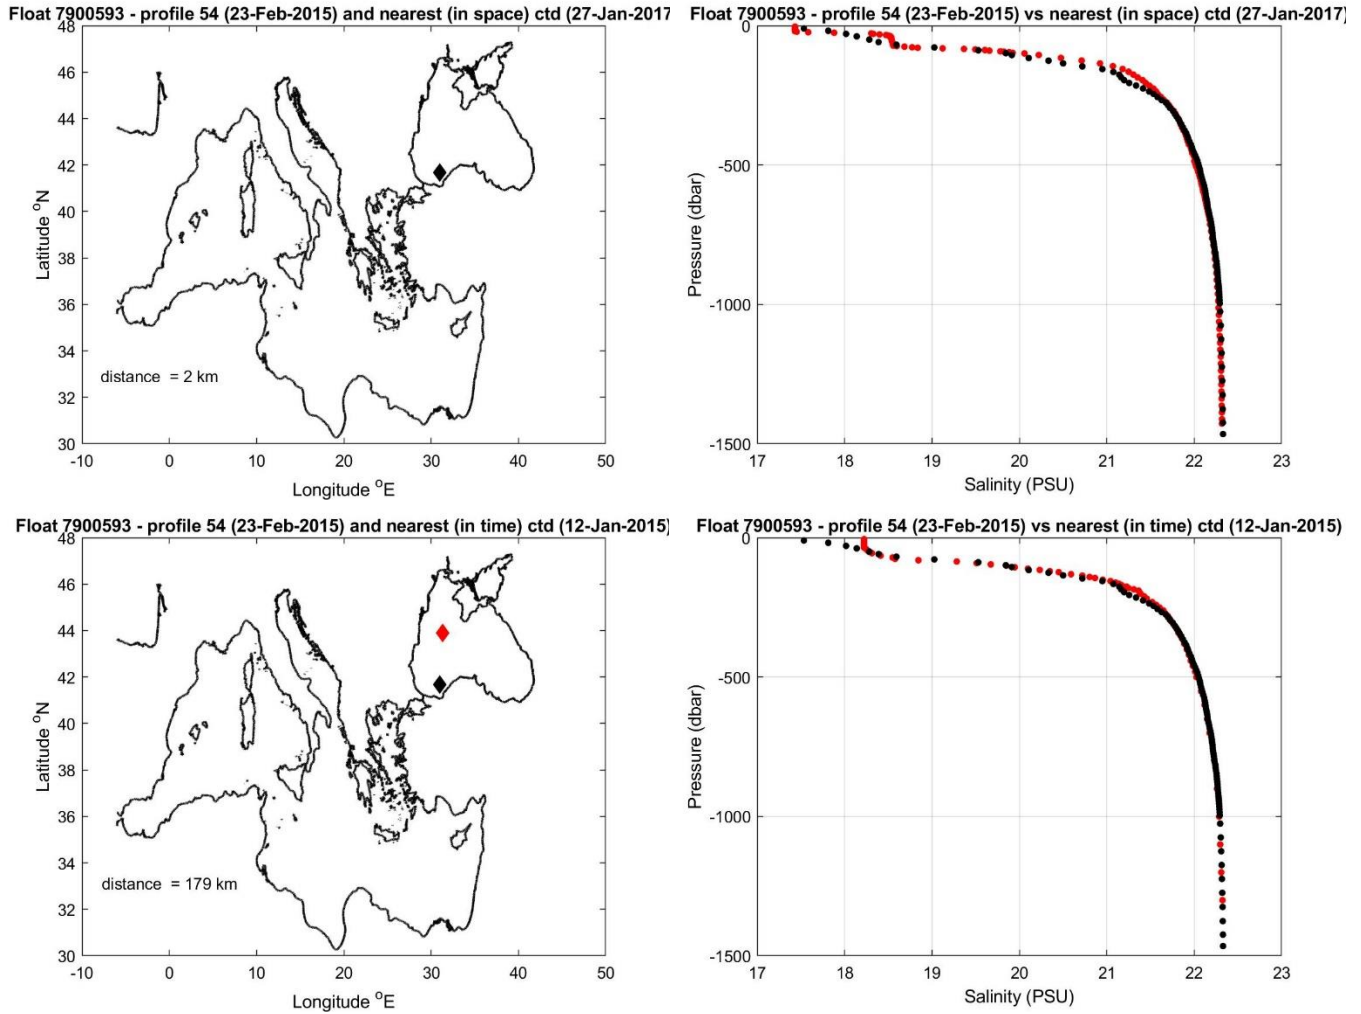 Float 7900593 - profile 54 (23-Feb-2015) and nearest (in space) ctd (27-Jan-2017
48
46
44
42
40
38
36
34
32
30
Latitude °N
distance = 2 km
-10 0 10 20 30 40 50
Longitude °E
Float 7900593 - profile 54 (23-Feb-2015) vs nearest (in space) ctd (27-Jan-2017)
0
-500
-1000
-1500
Pressure (dbar)
17 18 19 20 21 22 23
Salinity (PSU)
Float 7900593 - profile 54 (23-Feb-2015) and nearest (in time) ctd (12-Jan-2015)
48
46
44
42
40
38
36
34
32
30
Latitude °N
distance = 179 km
-10 0 10 20 30 40 50
Longitude °E
Float 7900593 - profile 54 (23-Feb-2015) vs nearest (in time) ctd (12-Jan-2015)
0
-500
-1000
-1500
Pressure (dbar)
17 18 19 20 21 22 23
Salinity (PSU)